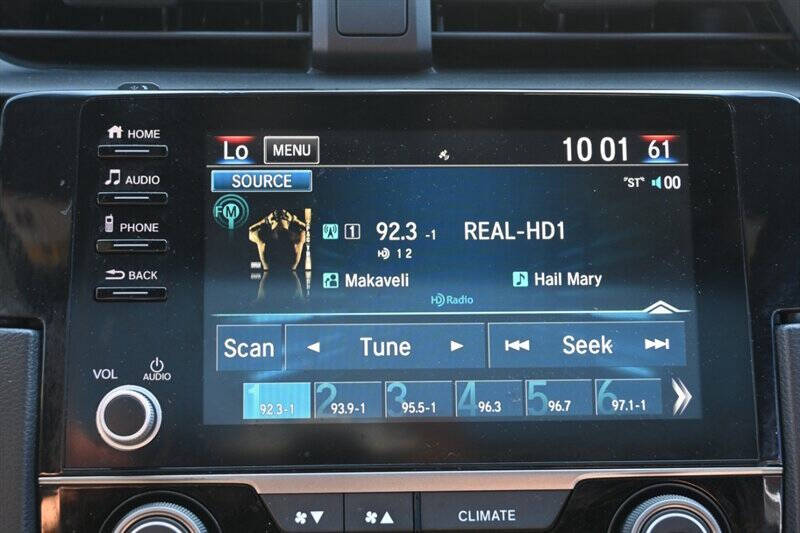 HOME
AUDIO
PHONE
BACK
VOL
AUDIO
Lo MENU 10 01 61
SOURCE "ST" 00
FM
1 92.3 -1 REAL-HD1
HD 1 2
Makaveli Hail Mary
HD Radio
Scan Tune Seek
1 92.3-1 2 93.9-1 3 95.5-1 4 96.3 5 96.7 6 97.1-1
CLIMATE